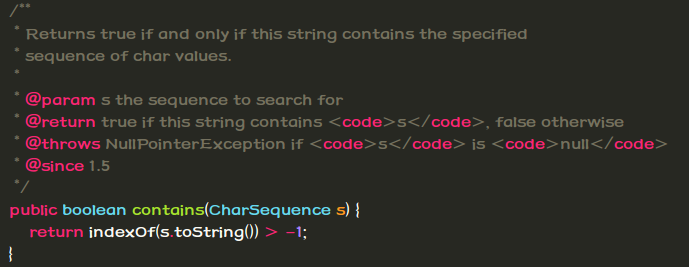 /**
 * Returns true if and only if this string contains the specified
 * sequence of char values.
 *
 * @param s the sequence to search for
 * @return true if this string contains <code>s</code>, false otherwise
 * @throws NullPointerException if <code>s</code> is <code>null</code>
 * @since 1.5
 */
public boolean contains(CharSequence s) {
    return indexOf(s.toString()) > -1;
}